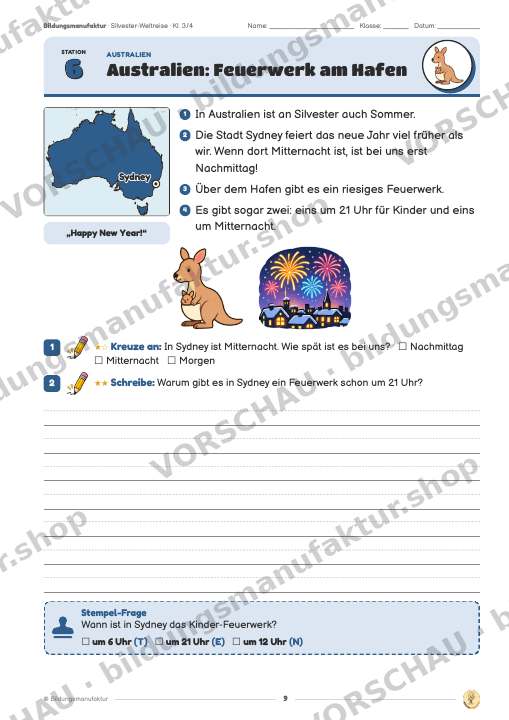 Bildungsmanufaktur · Silvester-Weltreise · Kl. 3/4 Name: Klasse: Datum:
STATION
6
AUSTRALIEN
Australien: Feuerwerk am Hafen
Sydney
„Happy New Year!“
1 In Australien ist an Silvester auch Sommer.
2 Die Stadt Sydney feiert das neue Jahr viel früher als
wir. Wenn dort Mitternacht ist, ist bei uns erst
Nachmittag!
3 Über dem Hafen gibt es ein riesiges Feuerwerk.
4 Es gibt sogar zwei: eins um 21 Uhr für Kinder und eins
um Mitternacht.
1 ★☆ Kreuze an: In Sydney ist Mitternacht. Wie spät ist es bei uns? ☐ Nachmittag
☐ Mitternacht ☐ Morgen
2 ★★ Schreibe: Warum gibt es in Sydney ein Feuerwerk schon um 21 Uhr?
Stempel-Frage
Wann ist in Sydney das Kinder-Feuerwerk?
☐ um 6 Uhr (T) ☐ um 21 Uhr (E) ☐ um 12 Uhr (N)
© Bildungsmanufaktur
9
VORSCHAU · bildungsmanufaktur.shop